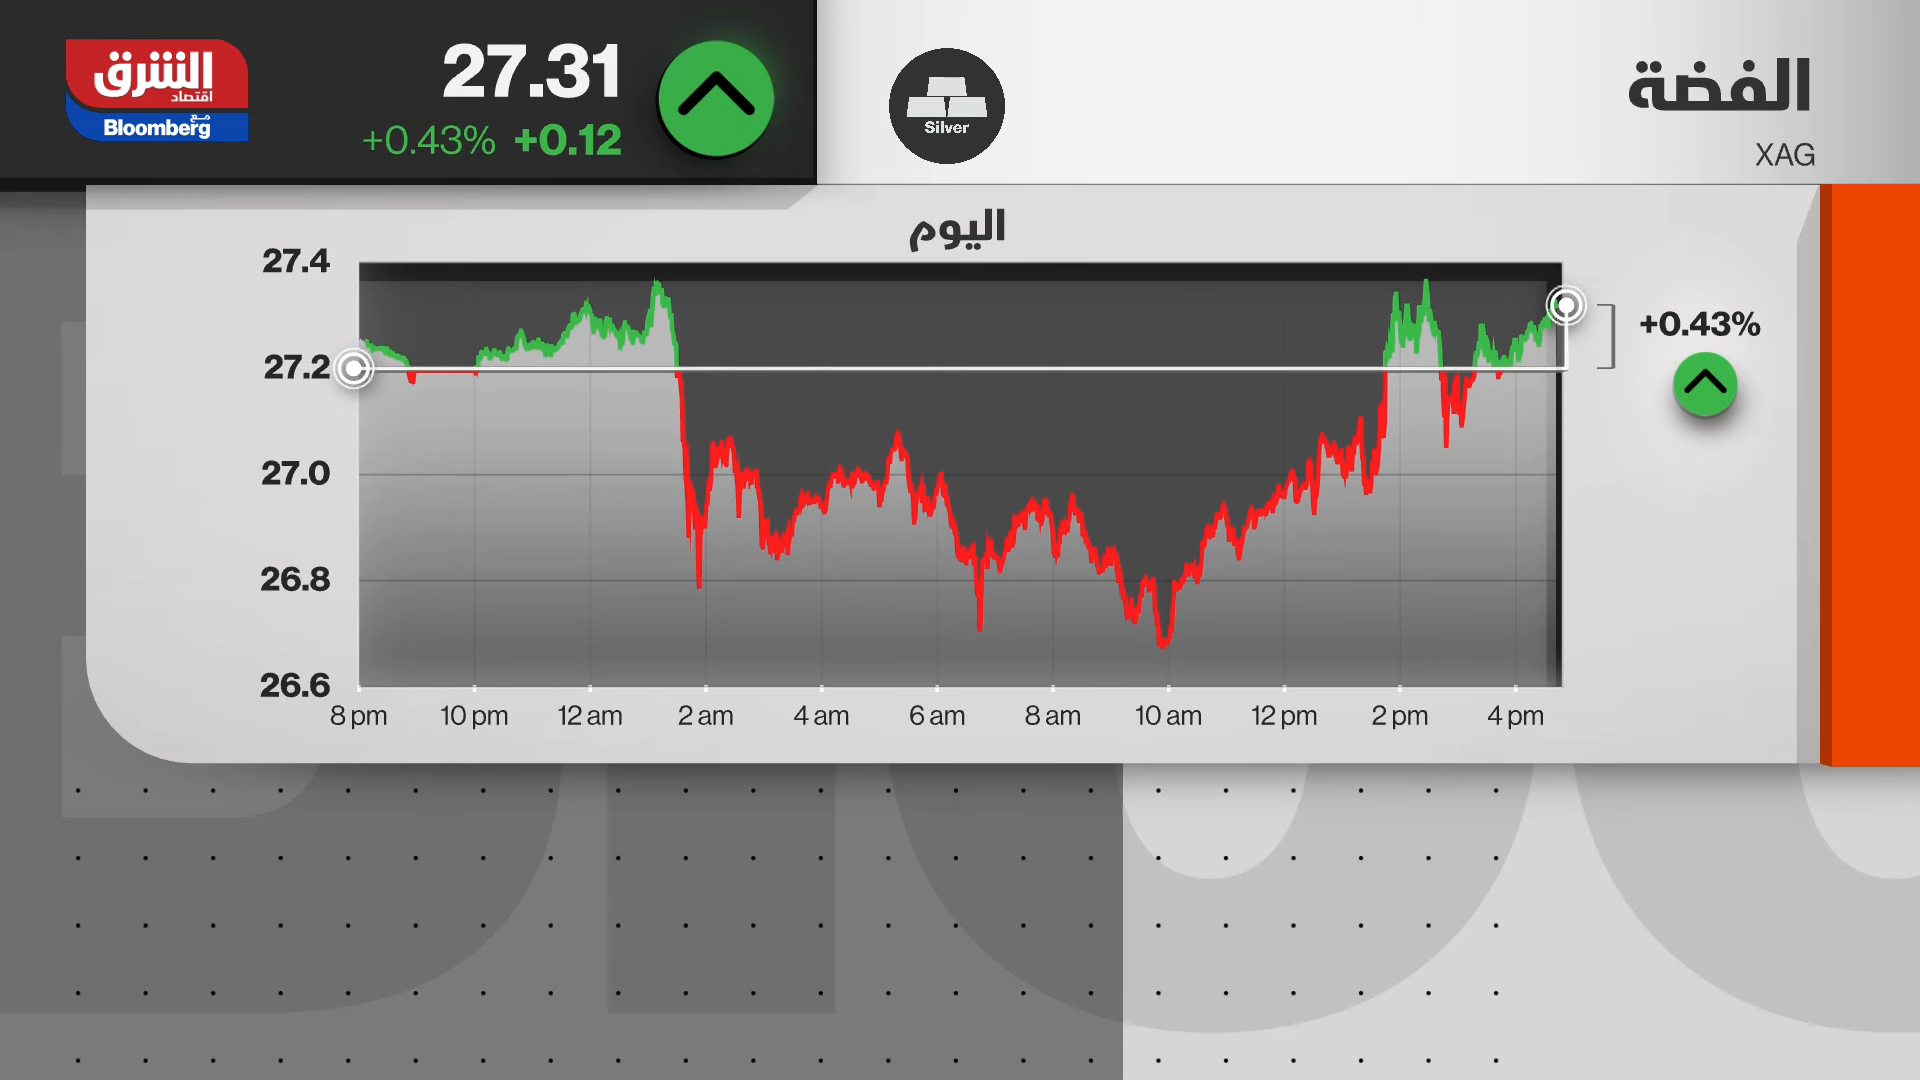 الشرق
اقتصاد
مع
Bloomberg
27.31
+0.43% +0.12
Silver
الفضة
XAG
اليوم
27.4
27.2
27.0
26.8
26.6
8 pm 10 pm 12 am 2 am 4 am 6 am 8 am 10 am 12 pm 2 pm 4 pm
+0.43%